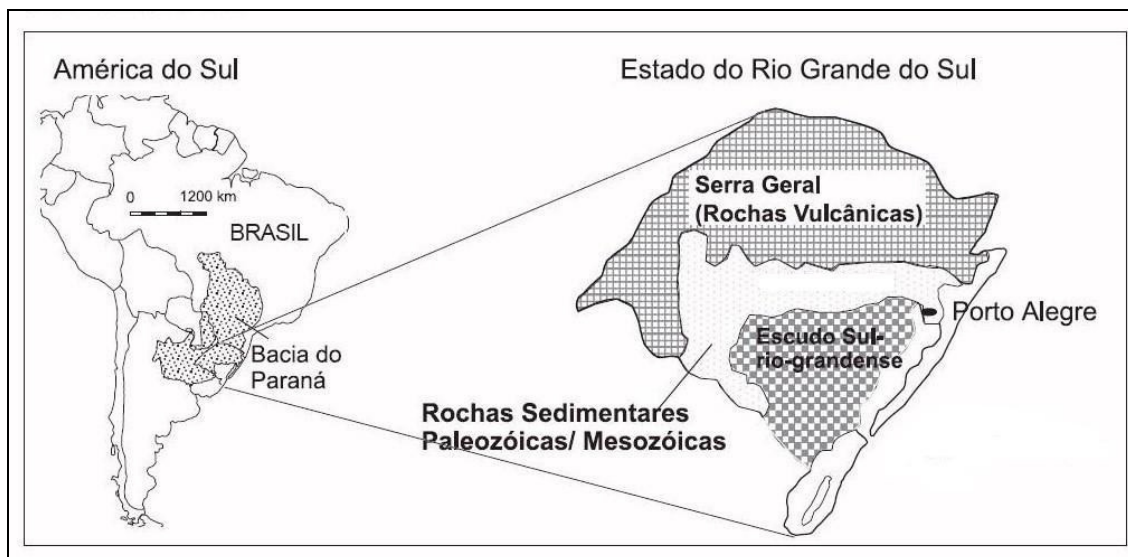 América do Sul
0 1200 km
BRASIL
Bacia do
Paraná
Estado do Rio Grande do Sul
Serra Geral
(Rochas Vulcânicas)
Porto Alegre
Escudo Sul-
rio-grandense
Rochas Sedimentares
Paleozóicas/ Mesozóicas